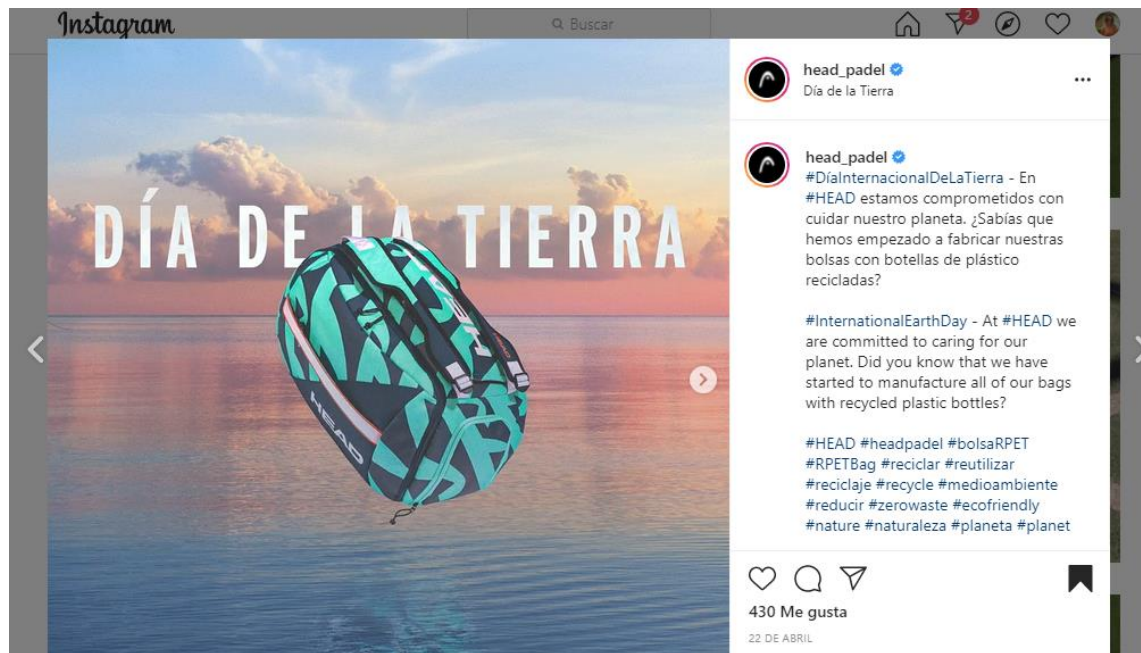 Instagram
Buscar
2
DÍA DE LA TIERRA
HEAD
HEAD
head_padel
Día de la Tierra
head_padel
#DíaInternacionalDeLaTierra - En
#HEAD estamos comprometidos con
cuidar nuestro planeta. ¿Sabías que
hemos empezado a fabricar nuestras
bolsas con botellas de plástico
recicladas?
#InternationalEarthDay - At #HEAD we
are committed to caring for our
planet. Did you know that we have
started to manufacture all of our bags
with recycled plastic bottles?
#HEAD #headpadel #bolsaRPET
#RPETBag #reciclar #reutilizar
#reciclaje #recycle #medioambiente
#reducir #zerowaste #ecofriendly
#nature #naturaleza #planeta #planet
430 Me gusta
22 DE ABRIL